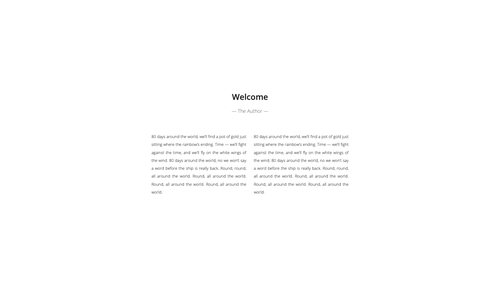 Welcome
— The Author —
80 days around the world, we'll find a pot of gold just
sitting where the rainbow's ending. Time — we'll fight
against the time, and we'll fly on the white wings of
the wind. 80 days around the world, no we won't say
a word before the ship is really back. Round, round,
all around the world. Round, all around the world.
Round, all around the world. Round, all around the
world.
80 days around the world, we'll find a pot of gold just
sitting where the rainbow's ending. Time — we'll fight
against the time, and we'll fly on the white wings of
the wind. 80 days around the world, no we won't say
a word before the ship is really back. Round, round,
all around the world. Round, all around the world.
Round, all around the world. Round, all around the
world.